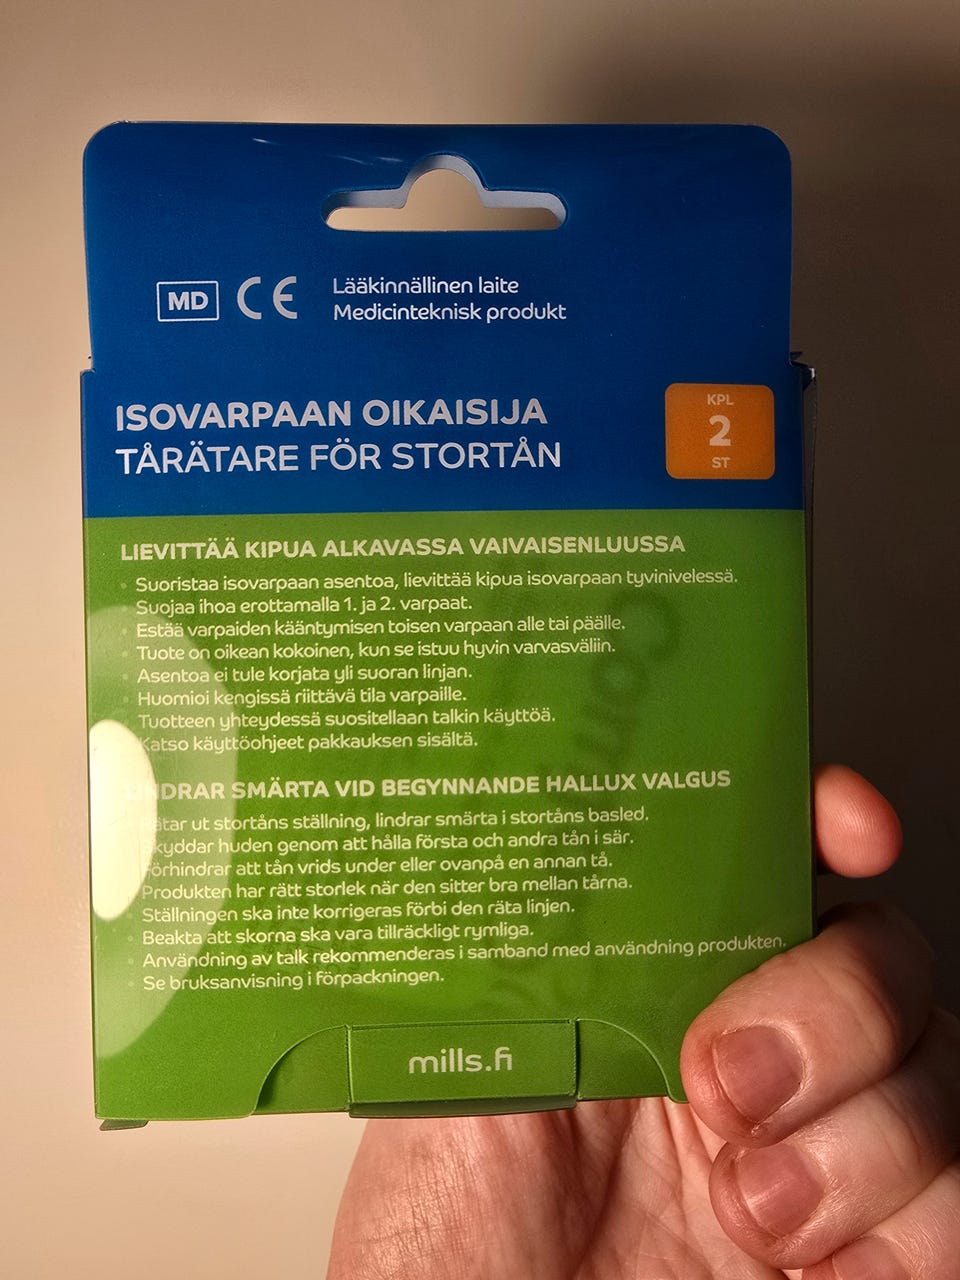 MD CE Lääkinnällinen laite
Medicinteknisk produkt
ISOVARPAAN OIKAISIJA
TÅRÄTARE FÖR STORTÅN
KPL
2
ST
LIEVITTÄÄ KIPUA ALKAVASSA VAIVAISENLUUSSA
• Suoristaa isovarpaan asentoa, lievittää kipua isovarpaan tyvinivelessä.
• Suojaa ihoa erottamalla 1. ja 2. varpaat.
• Estää varpaiden kääntymisen toisen varpaan alle tai päälle.
• Tuote on oikean kokoinen, kun se istuu hyvin varvasväliin.
• Asentoa ei tule korjata yli suoran linjan.
• Huomioi kengissä riittävä tila varpaille.
• Tuotteen yhteydessä suositellaan talkin käyttöä.
Katso käyttöohjeet pakkauksen sisältä.
LINDRAR SMÄRTA VID BEGYNNANDE HALLUX VALGUS
Rätar ut stortåns ställning, lindrar smärta i stortåns basled.
Skyddar huden genom att hålla första och andra tån i sär.
Förhindrar att tån vrids under eller ovanpå en annan tå.
Produkten har rätt storlek när den sitter bra mellan tårna.
• Ställningen ska inte korrigeras förbi den räta linjen.
• Beakta att skorna ska vara tillräckligt rymliga.
• Användning av talk rekommenderas i samband med användning produkten.
• Se bruksanvisning i förpackningen.
mills.fi